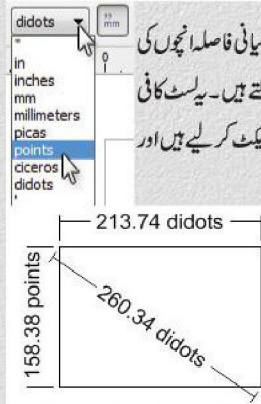 didots
"
in
inches
mm
millimeters
picas
points
ciceros
didots
'
"
mm
0
یانی فاصلہ انچوں کی
تے ہیں۔ یہ لسٹ کافی
یکٹ کر لیے ہیں اور
213.74 didots
158.38 points
260.34 didots